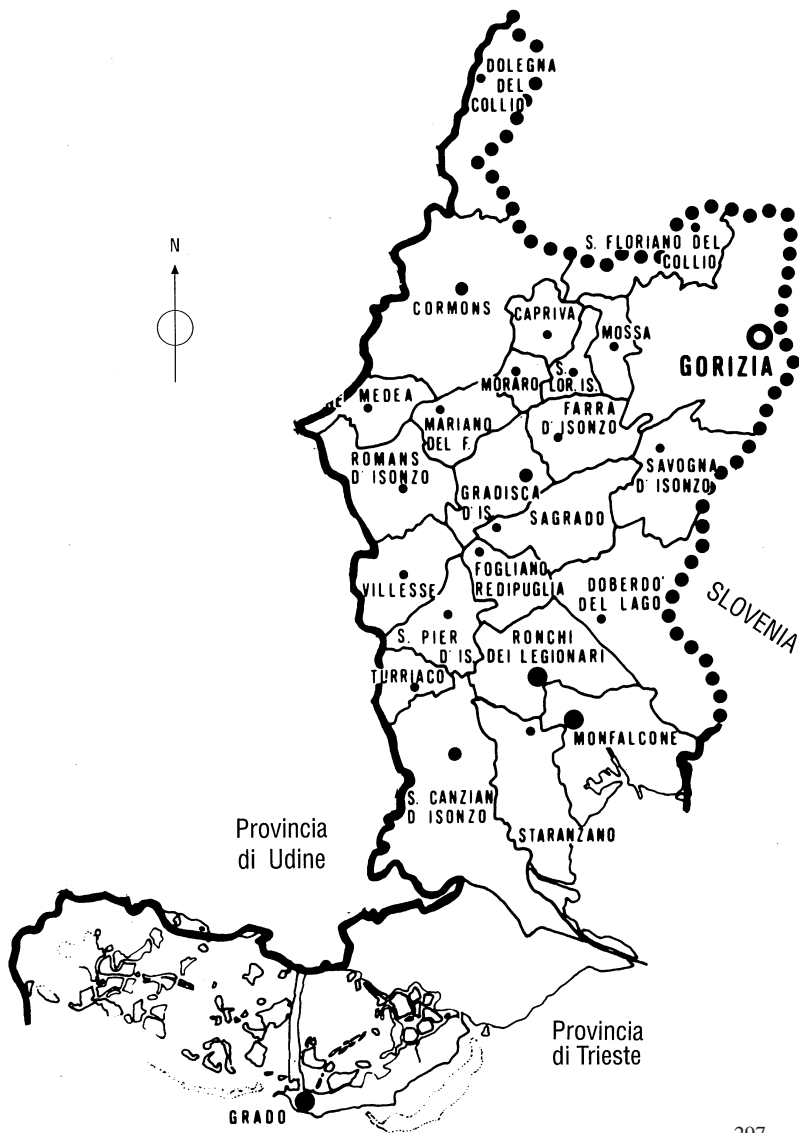 DOLEGNA
DEL
COLLIO
N
S. FLORIANO DEL
COLLIO
CORMONS
CAPRIVA
MOSSA
GORIZIA
MORARO
S.
LOR. IS.
MEDEA
MARIANO
DEL F.
FARRA
D'ISONZO
ROMANS
D'ISONZO
GRADISCA
D'IS.
SAVOGNA
D'ISONZO
SAGRADO
VILLESSE
FOGLIANO
REDIPUGLIA
DOBERDO'
DEL LAGO
SLOVENIA
S. PIER
D'IS.
RONCHI
DEI LEGIONARI
TURRIACO
MONFALCONE
S. CANZIAN
D ISONZO
STARANZANO
Provincia
di Udine
Provincia
di Trieste
GRADO